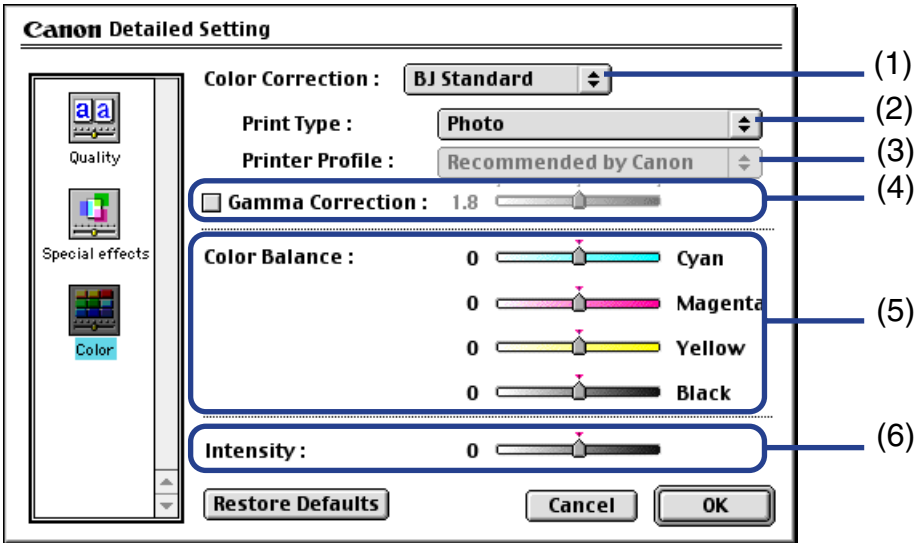 Canon Detailed Setting
Color Correction : BJ Standard (1)
aa
Print Type : Photo (2)
Quality
Printer Profile : Recommended by Canon (3)
Gamma Correction : 1.8 (4)
Special effects
Color Balance : 0 Cyan
0 Magenta (5)
Color
0 Yellow
0 Black
Intensity : 0 (6)
Restore Defaults Cancel OK